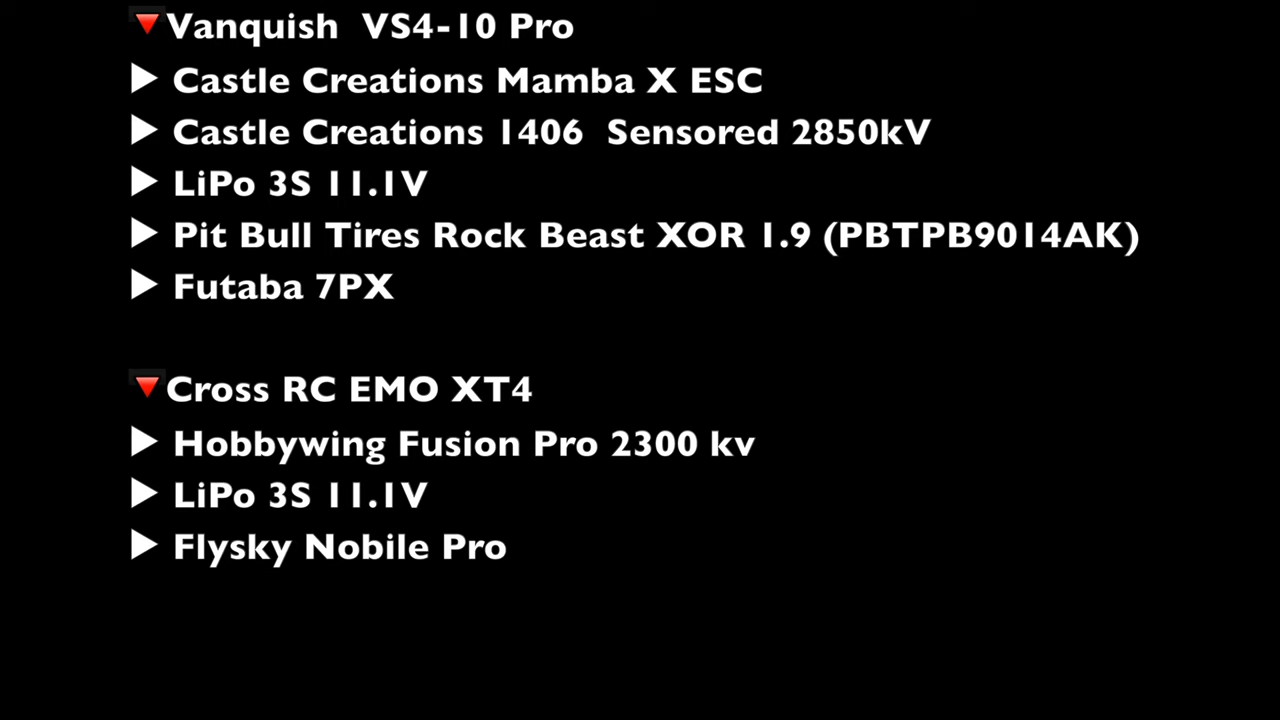 🔻Vanquish  VS4-10 Pro
▶ Castle Creations Mamba X ESC
▶ Castle Creations 1406  Sensored 2850kV
▶ LiPo 3S 11.1V
▶ Pit Bull Tires Rock Beast XOR 1.9 (PBTPB9014AK)
▶ Futaba 7PX
🔻Cross RC EMO XT4
▶ Hobbywing Fusion Pro 2300 kv
▶ LiPo 3S 11.1V
▶ Flysky Nobile Pro